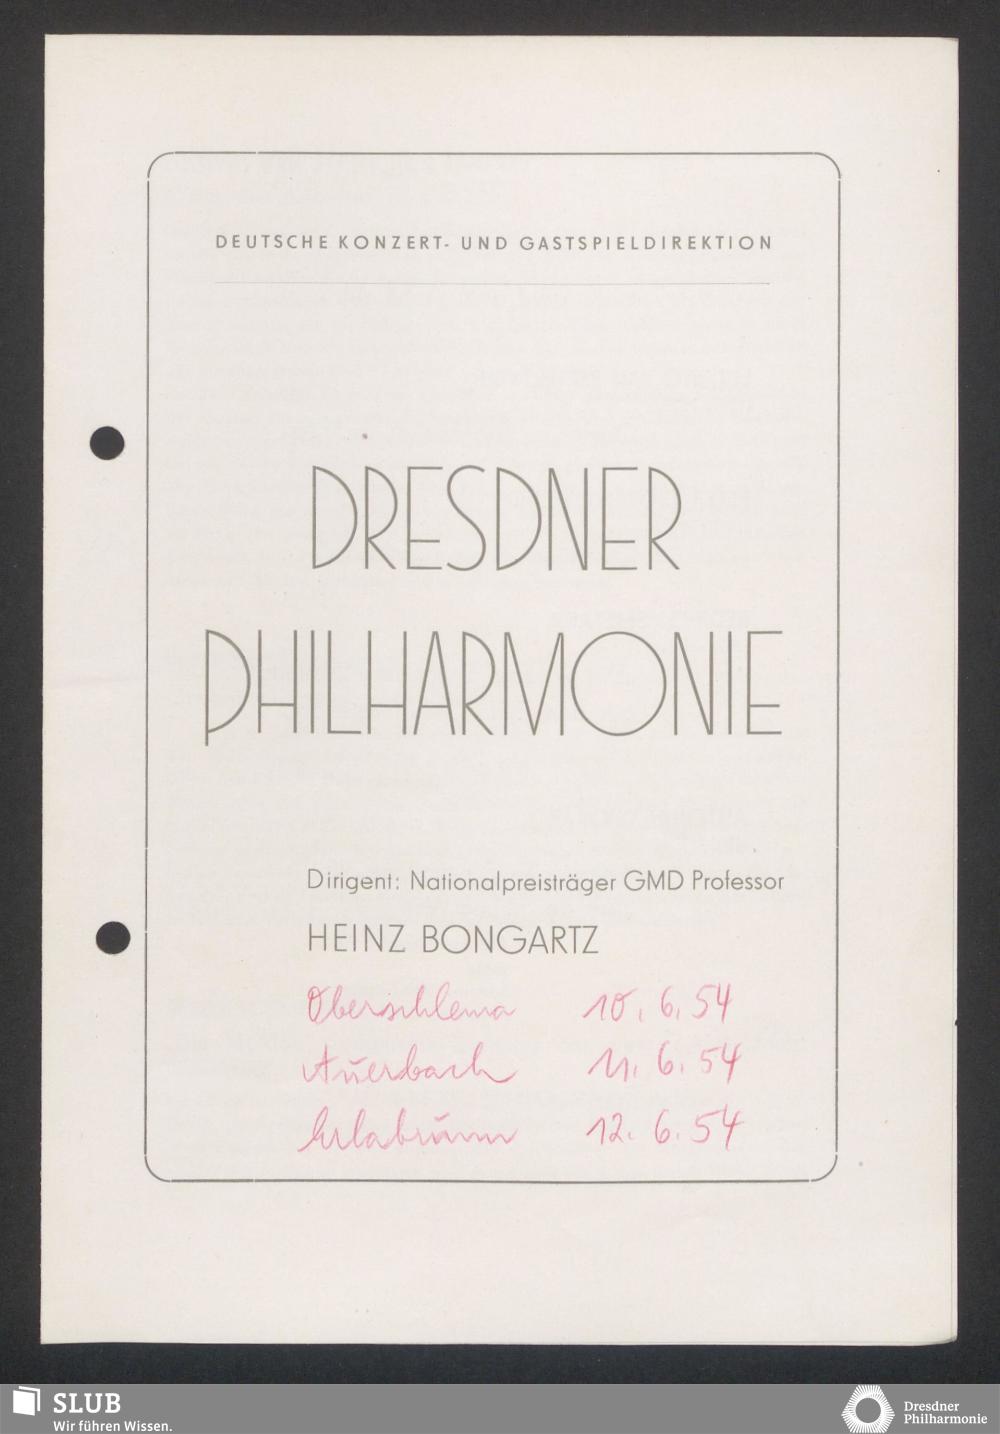 DEUTSCHE KONZERT- UND GASTSPIELDIREKTION
DRESDNER
PHILHARMONIE
Dirigent: Nationalpreisträger GMD Professor
HEINZ BONGARTZ
Oberschlema 10.6.54
Auerbach 11.6.54
Erlabrunn 12.6.54
SLUB
Wir führen Wissen.
Dresdner
Philharmonie